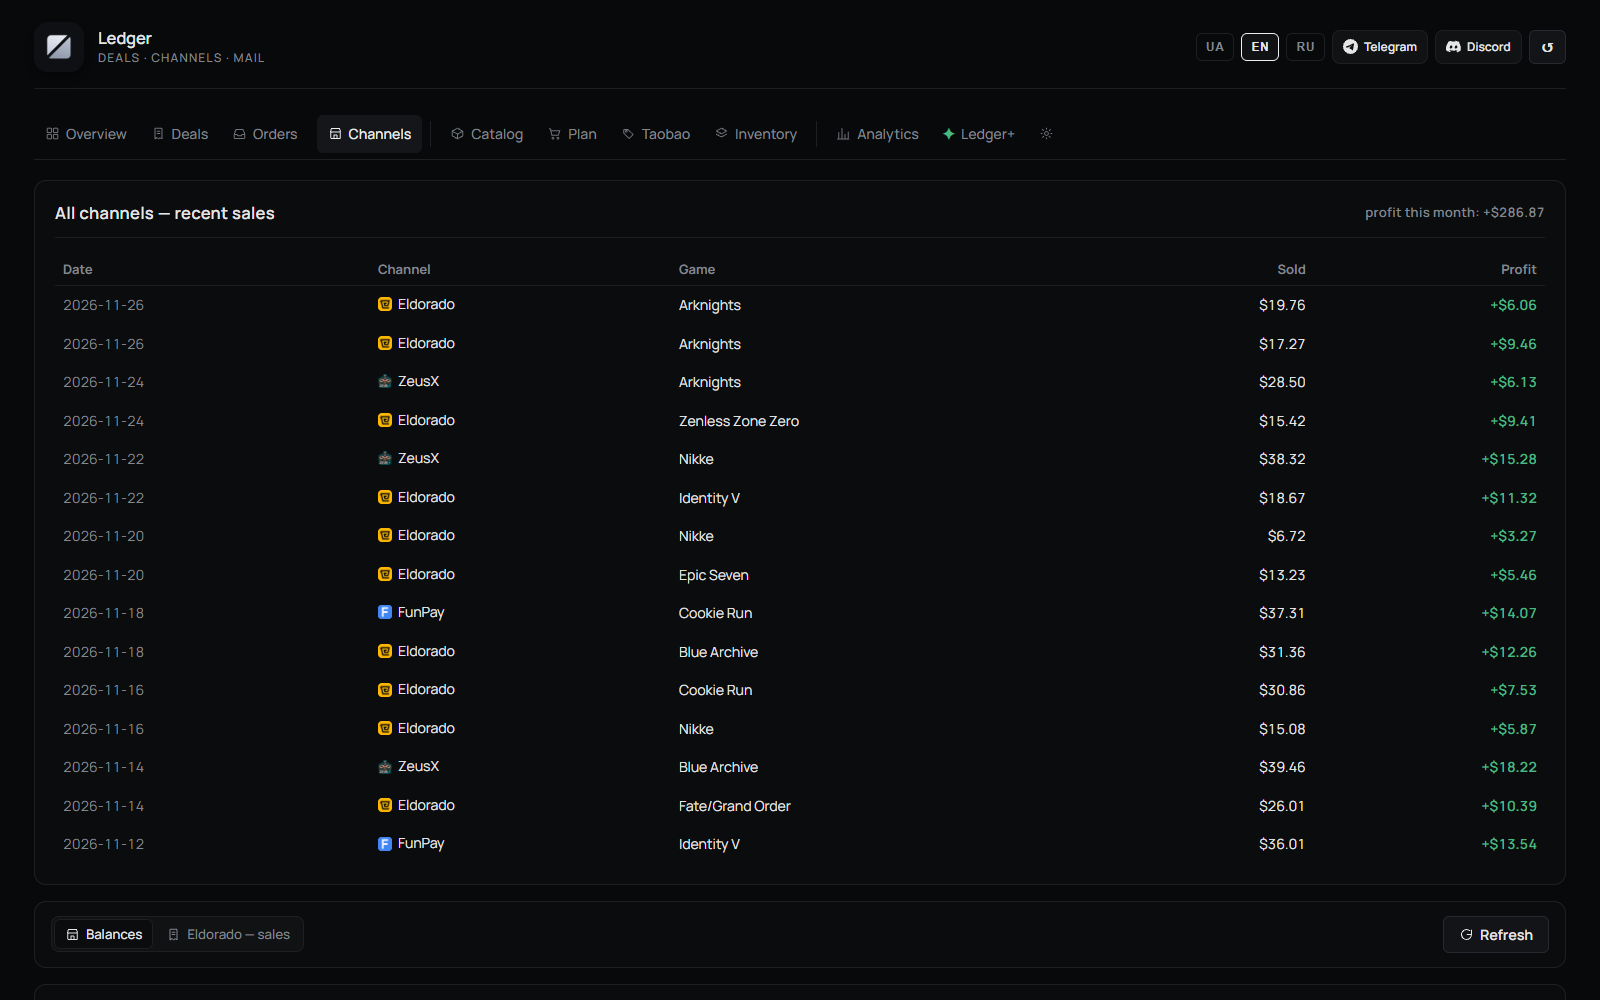 Ledger
DEALS · CHANNELS · MAIL
UA EN RU Telegram Discord
Overview Deals Orders Channels Catalog Plan Taobao Inventory Analytics Ledger+
All channels — recent sales profit this month: +$286.87
Date Channel Game Sold Profit
2026-11-26 Eldorado Arknights $19.76 +$6.06
2026-11-26 Eldorado Arknights $17.27 +$9.46
2026-11-24 ZeusX Arknights $28.50 +$6.13
2026-11-24 Eldorado Zenless Zone Zero $15.42 +$9.41
2026-11-22 ZeusX Nikke $38.32 +$15.28
2026-11-22 Eldorado Identity V $18.67 +$11.32
2026-11-20 Eldorado Nikke $6.72 +$3.27
2026-11-20 Eldorado Epic Seven $13.23 +$5.46
2026-11-18 F FunPay Cookie Run $37.31 +$14.07
2026-11-18 Eldorado Blue Archive $31.36 +$12.26
2026-11-16 Eldorado Cookie Run $30.86 +$7.53
2026-11-16 Eldorado Nikke $15.08 +$5.87
2026-11-14 ZeusX Blue Archive $39.46 +$18.22
2026-11-14 Eldorado Fate/Grand Order $26.01 +$10.39
2026-11-12 F FunPay Identity V $36.01 +$13.54
Balances Eldorado — sales Refresh